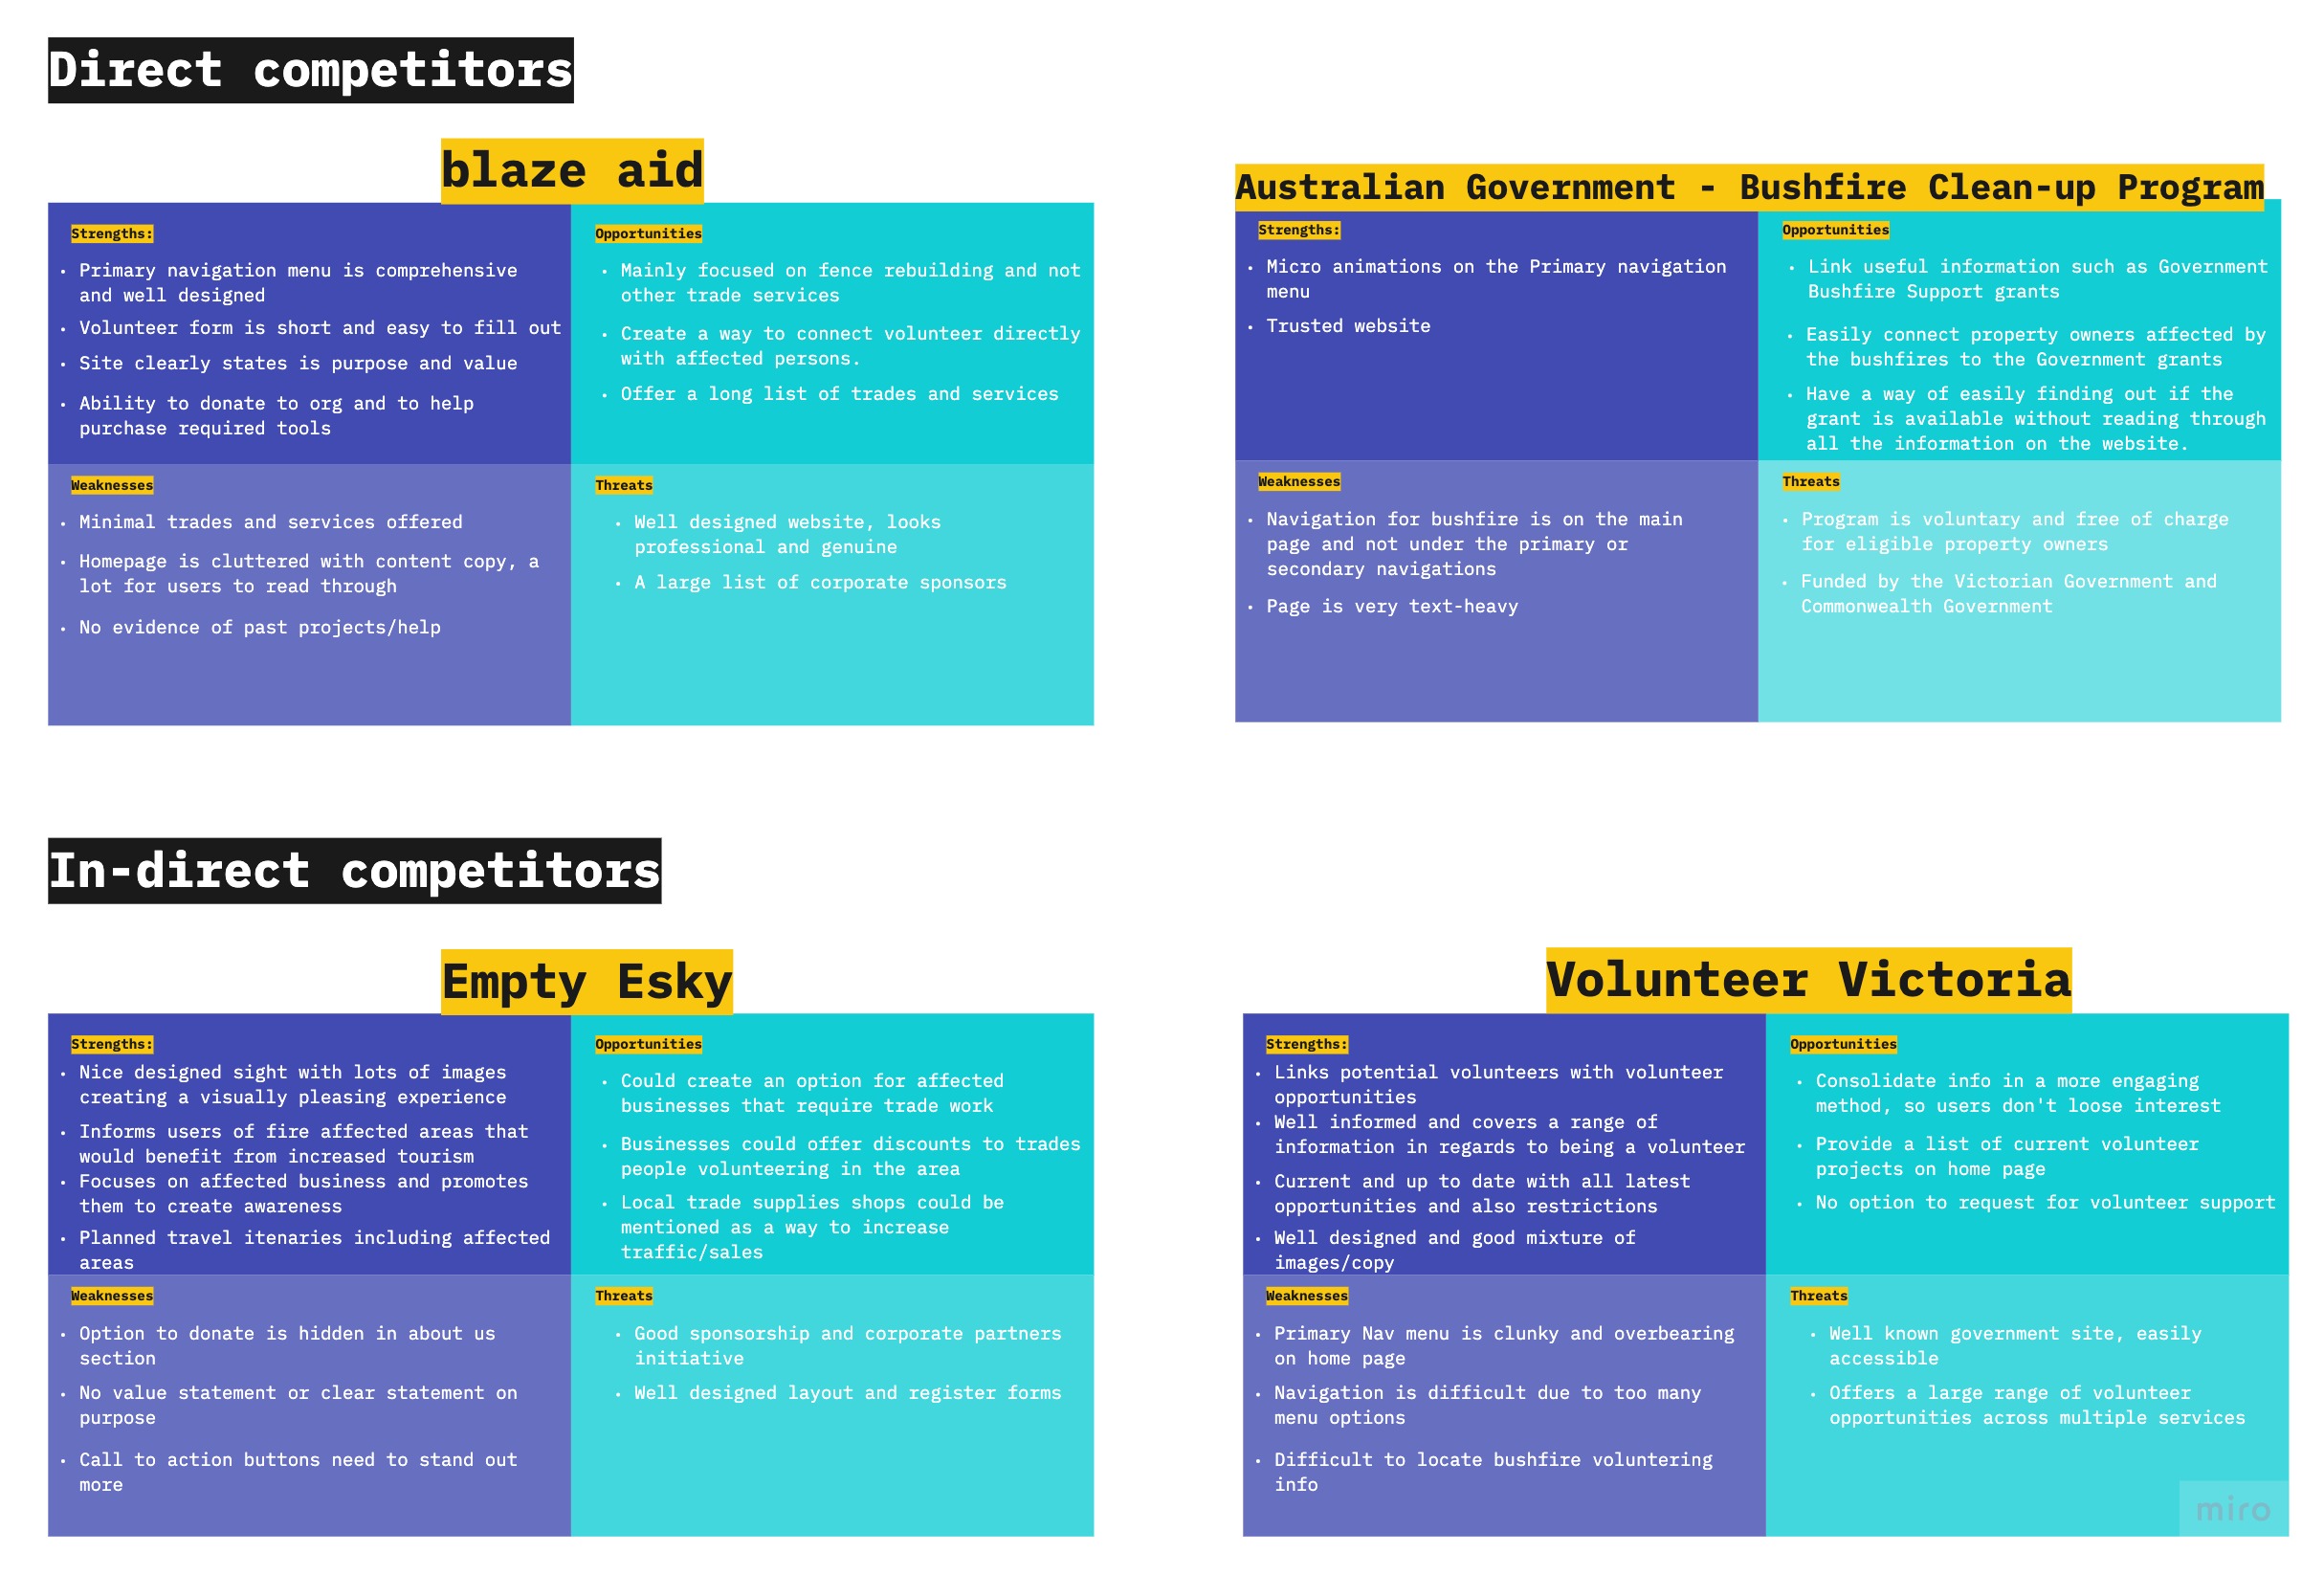 Direct competitors
blaze aid
Strengths:
• Primary navigation menu is comprehensive
and well designed
• Volunteer form is short and easy to fill out
• Site clearly states is purpose and value
• Ability to donate to org and to help
purchase required tools
Opportunities
• Mainly focused on fence rebuilding and not
other trade services
• Create a way to connect volunteer directly
with affected persons.
• Offer a long list of trades and services
Weaknesses
• Minimal trades and services offered
• Homepage is cluttered with content copy, a
lot for users to read through
• No evidence of past projects/help
Threats
• Well designed website, looks
professional and genuine
• A large list of corporate sponsors
Australian Government - Bushfire Clean-up Program
Strengths:
• Micro animations on the Primary navigation
menu
• Trusted website
Opportunities
• Link useful information such as Government
Bushfire Support grants
• Easily connect property owners affected by
the bushfires to the Government grants
• Have a way of easily finding out if the
grant is available without reading through
all the information on the website.
Weaknesses
• Navigation for bushfire is on the main
page and not under the primary or
secondary navigations
• Page is very text-heavy
Threats
• Program is voluntary and free of charge
for eligible property owners
• Funded by the Victorian Government and
Commonwealth Government
In-direct competitors
Empty Esky
Strengths:
• Nice designed sight with lots of images
creating a visually pleasing experience
• Informs users of fire affected areas that
would benefit from increased tourism
• Focuses on affected business and promotes
them to create awareness
• Planned travel itenaries including affected
areas
Opportunities
• Could create an option for affected
businesses that require trade work
• Businesses could offer discounts to trades
people volunteering in the area
• Local trade supplies shops could be
mentioned as a way to increase
traffic/sales
Weaknesses
• Option to donate is hidden in about us
section
• No value statement or clear statement on
purpose
• Call to action buttons need to stand out
more
Threats
• Good sponsorship and corporate partners
initiative
• Well designed layout and register forms
Volunteer Victoria
Strengths:
• Links potential volunteers with volunteer
opportunities
• Well informed and covers a range of
information in regards to being a volunteer
• Current and up to date with all latest
opportunities and also restrictions
• Well designed and good mixture of
images/copy
Opportunities
• Consolidate info in a more engaging
method, so users don't loose interest
• Provide a list of current volunteer
projects on home page
• No option to request for volunteer support
Weaknesses
• Primary Nav menu is clunky and overbearing
on home page
• Navigation is difficult due to too many
menu options
• Difficult to locate bushfire voluntering
info
Threats
• Well known government site, easily
accessible
• Offers a large range of volunteer
opportunities across multiple services
miro